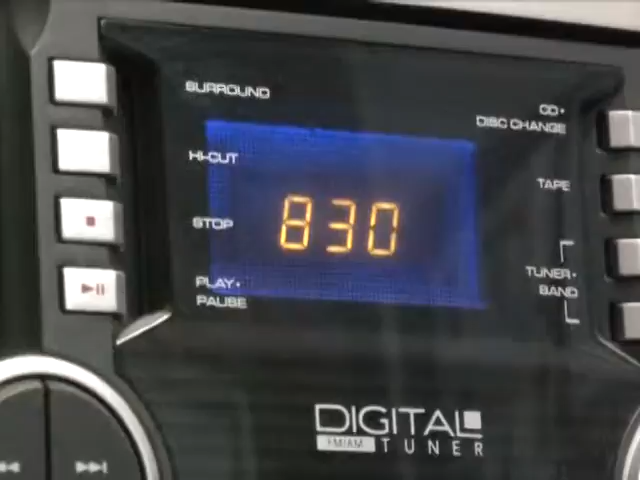 SURROUND
CD•
DISC CHANGE
HI-CUT
TAPE
STOP
830
TUNER•
BAND
PLAY•
PAUSE
DIGITAL
FM/AM TUNER